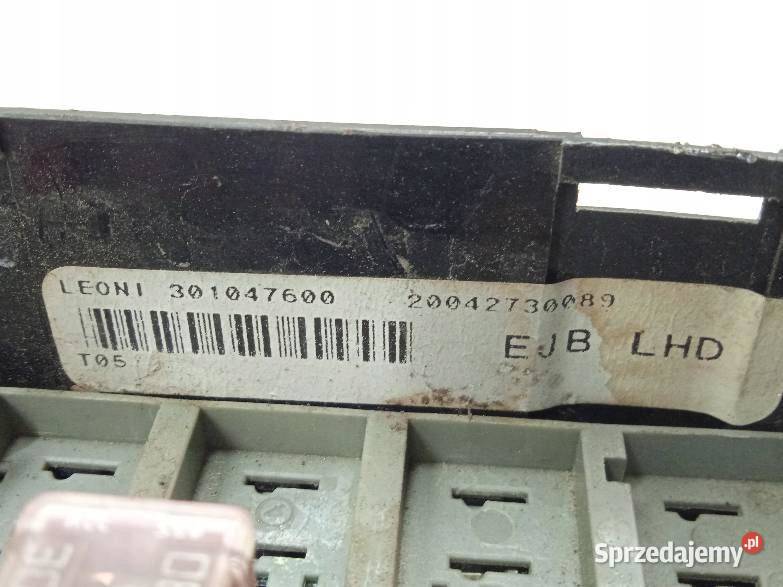 LEONI 301047600 20042730089
EJB LHD
T05
Sprzedajemy.pl